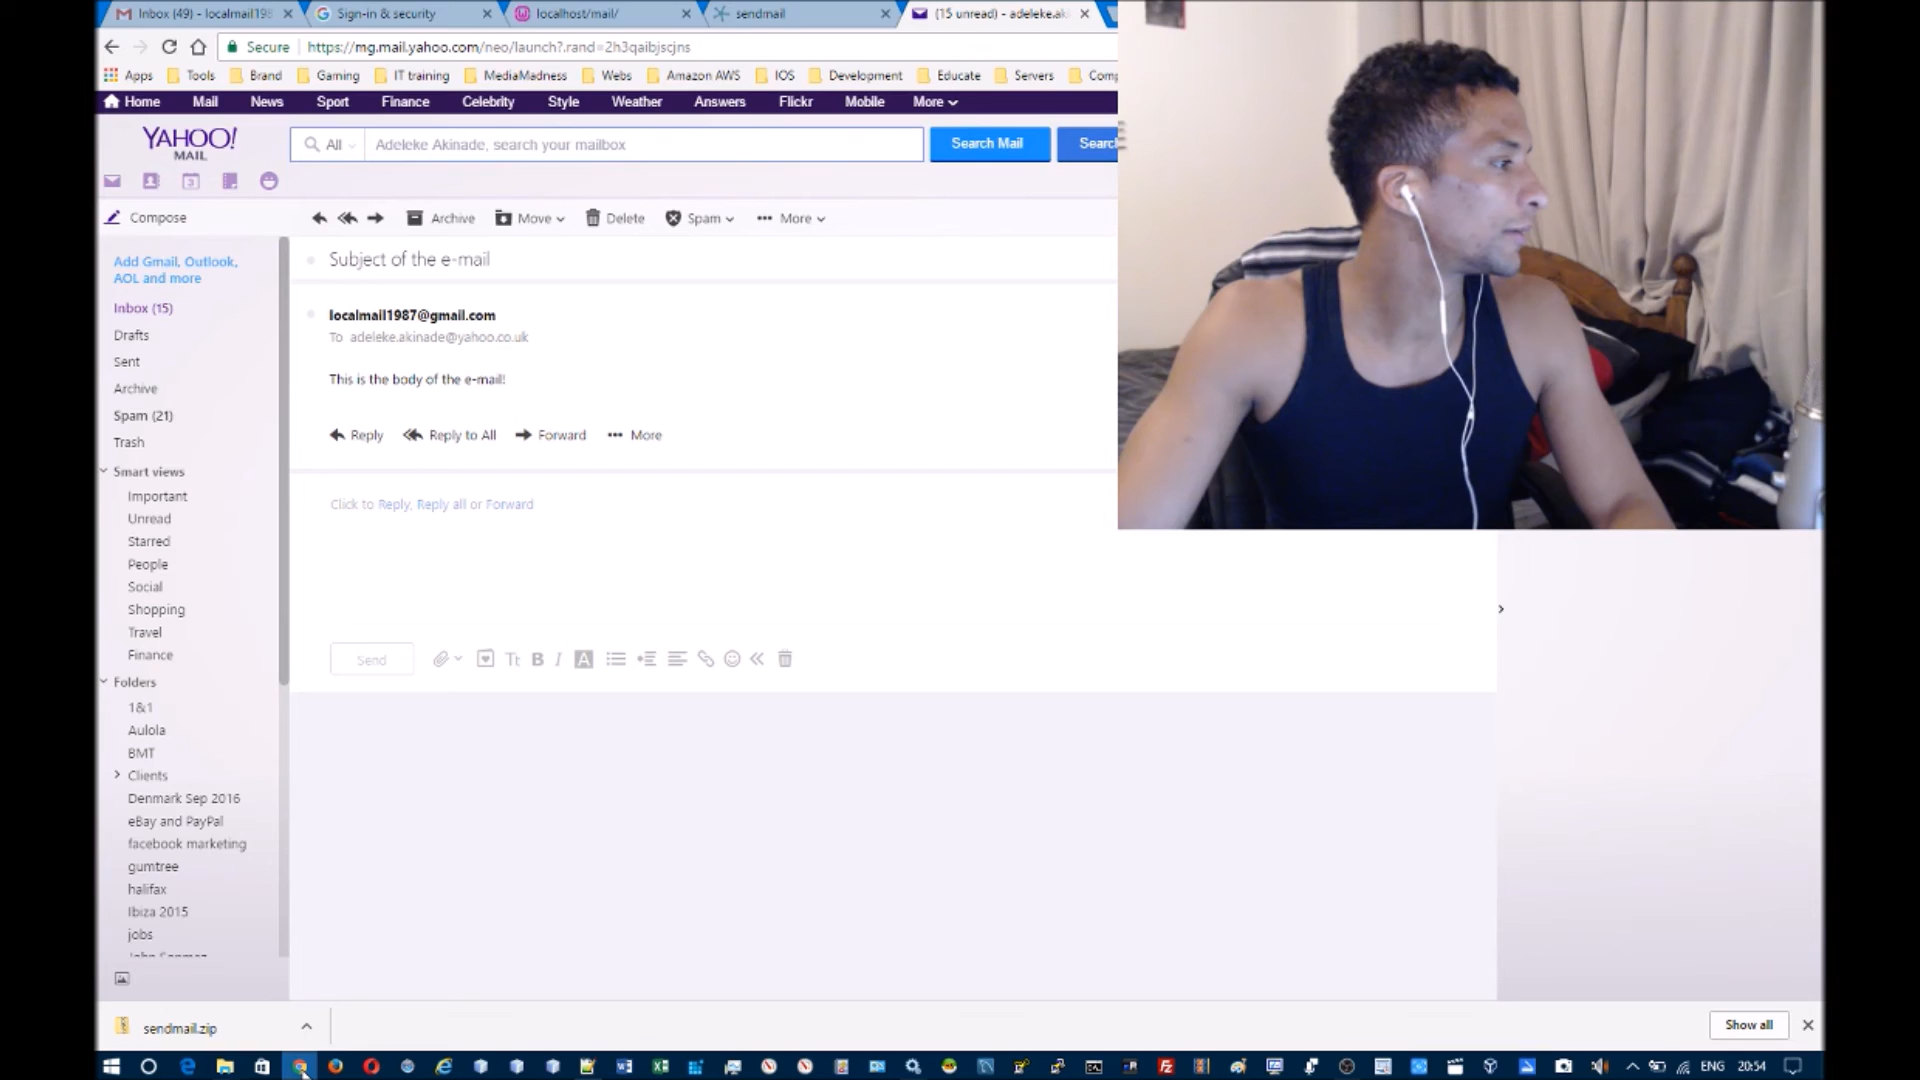 Inbox (49) - localmail198
Sign-in & security
localhost/mail/
sendmail
(15 unread) - adeleke.ak
Secure
https://mg.mail.yahoo.com/neo/launch?.rand=2h3qaibjscjns
Apps
Tools
Brand
Gaming
IT training
MediaMadness
Webs
Amazon AWS
IOS
Development
Educate
Servers
Comp
Home
Mail
News
Sport
Finance
Celebrity
Style
Weather
Answers
Flickr
Mobile
More
YAHOO!
MAIL
All
Adeleke Akinade, search your mailbox
Search Mail
Search
3
Compose
Archive
Move
Delete
Spam
More
Add Gmail, Outlook,
AOL and more
Inbox (15)
Drafts
Sent
Archive
Spam (21)
Trash
Smart views
Important
Unread
Starred
People
Social
Shopping
Travel
Finance
Folders
1&1
Aulola
BMT
Clients
Denmark Sep 2016
eBay and PayPal
facebook marketing
gumtree
halifax
Ibiza 2015
jobs
Subject of the e-mail
localmail1987@gmail.com
To adeleke.akinade@yahoo.co.uk
This is the body of the e-mail!
Reply
Reply to All
Forward
More
Click to Reply, Reply all or Forward
Send
Tt
B
I
A
sendmail.zip
Show all
ENG
20:54